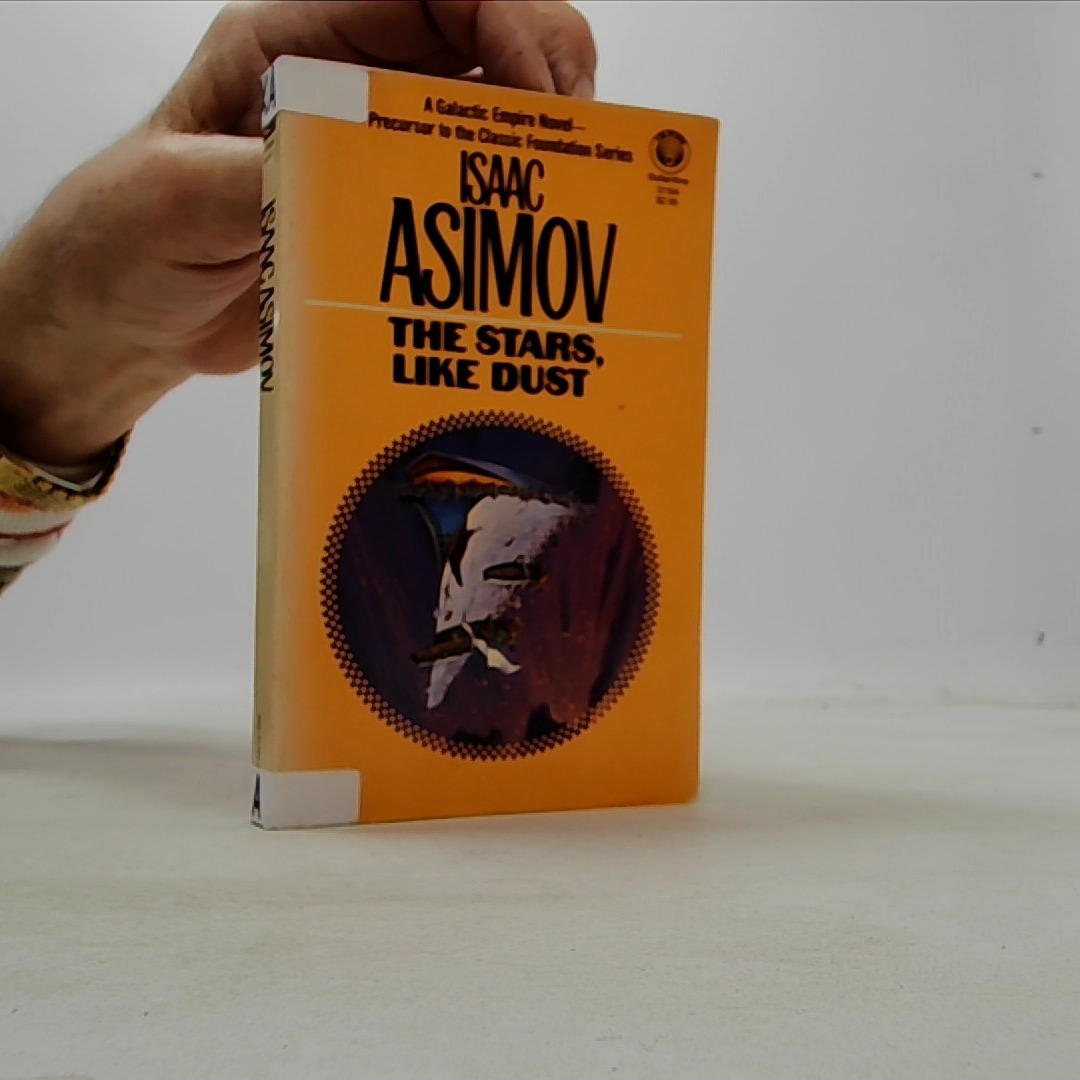 A Galactic Empire Novel—
Precursor to the Classic Foundation Series
ISAAC
ASIMOV
THE STARS,
LIKE DUST
ISAAC ASIMOV
A